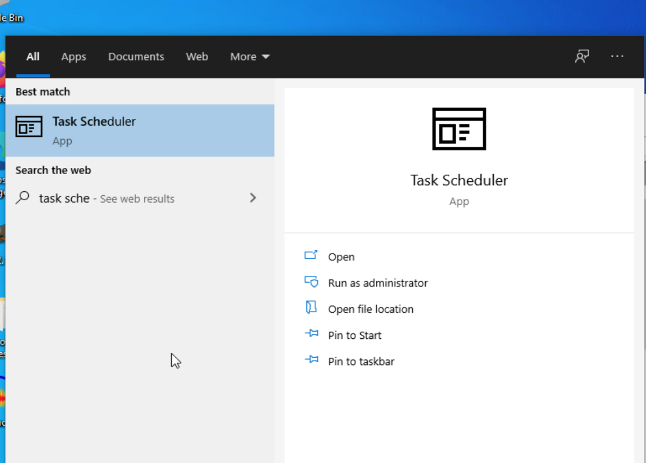 le Bin
All Apps Documents Web More
Best match
Task Scheduler
App
Search the web
task sche - See web results
Task Scheduler
App
Open
Run as administrator
Open file location
Pin to Start
Pin to taskbar